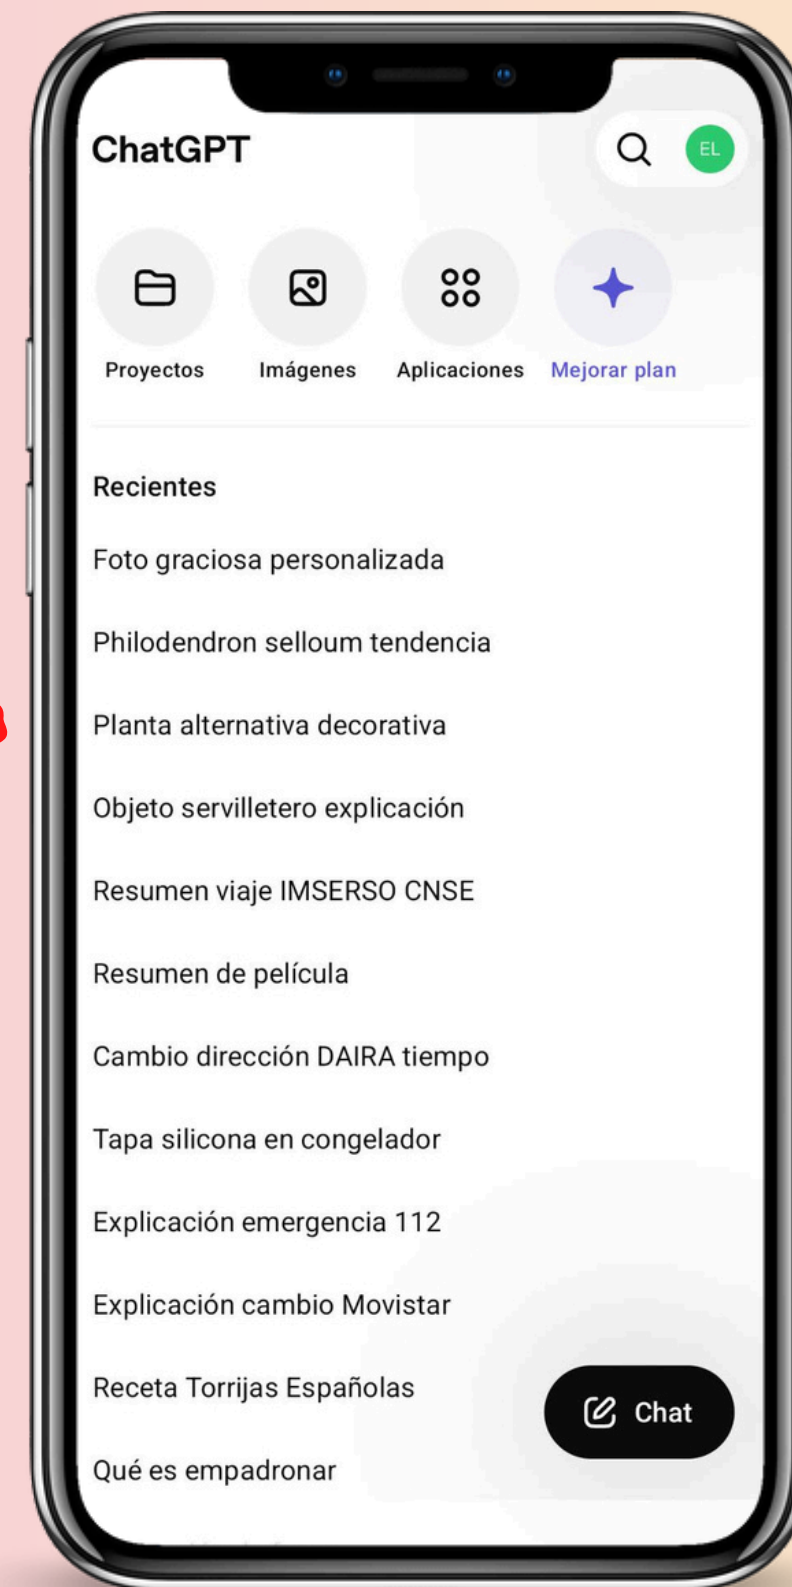 ChatGPT
EL
Proyectos
Imágenes
Aplicaciones
Mejorar plan
Recientes
Foto graciosa personalizada
Philodendron selloum tendencia
Planta alternativa decorativa
Objeto servilletero explicación
Resumen viaje IMSERSO CNSE
Resumen de película
Cambio dirección DAIRA tiempo
Tapa silicona en congelador
Explicación emergencia 112
Explicación cambio Movistar
Receta Torrijas Españolas
Chat
Qué es empadronar